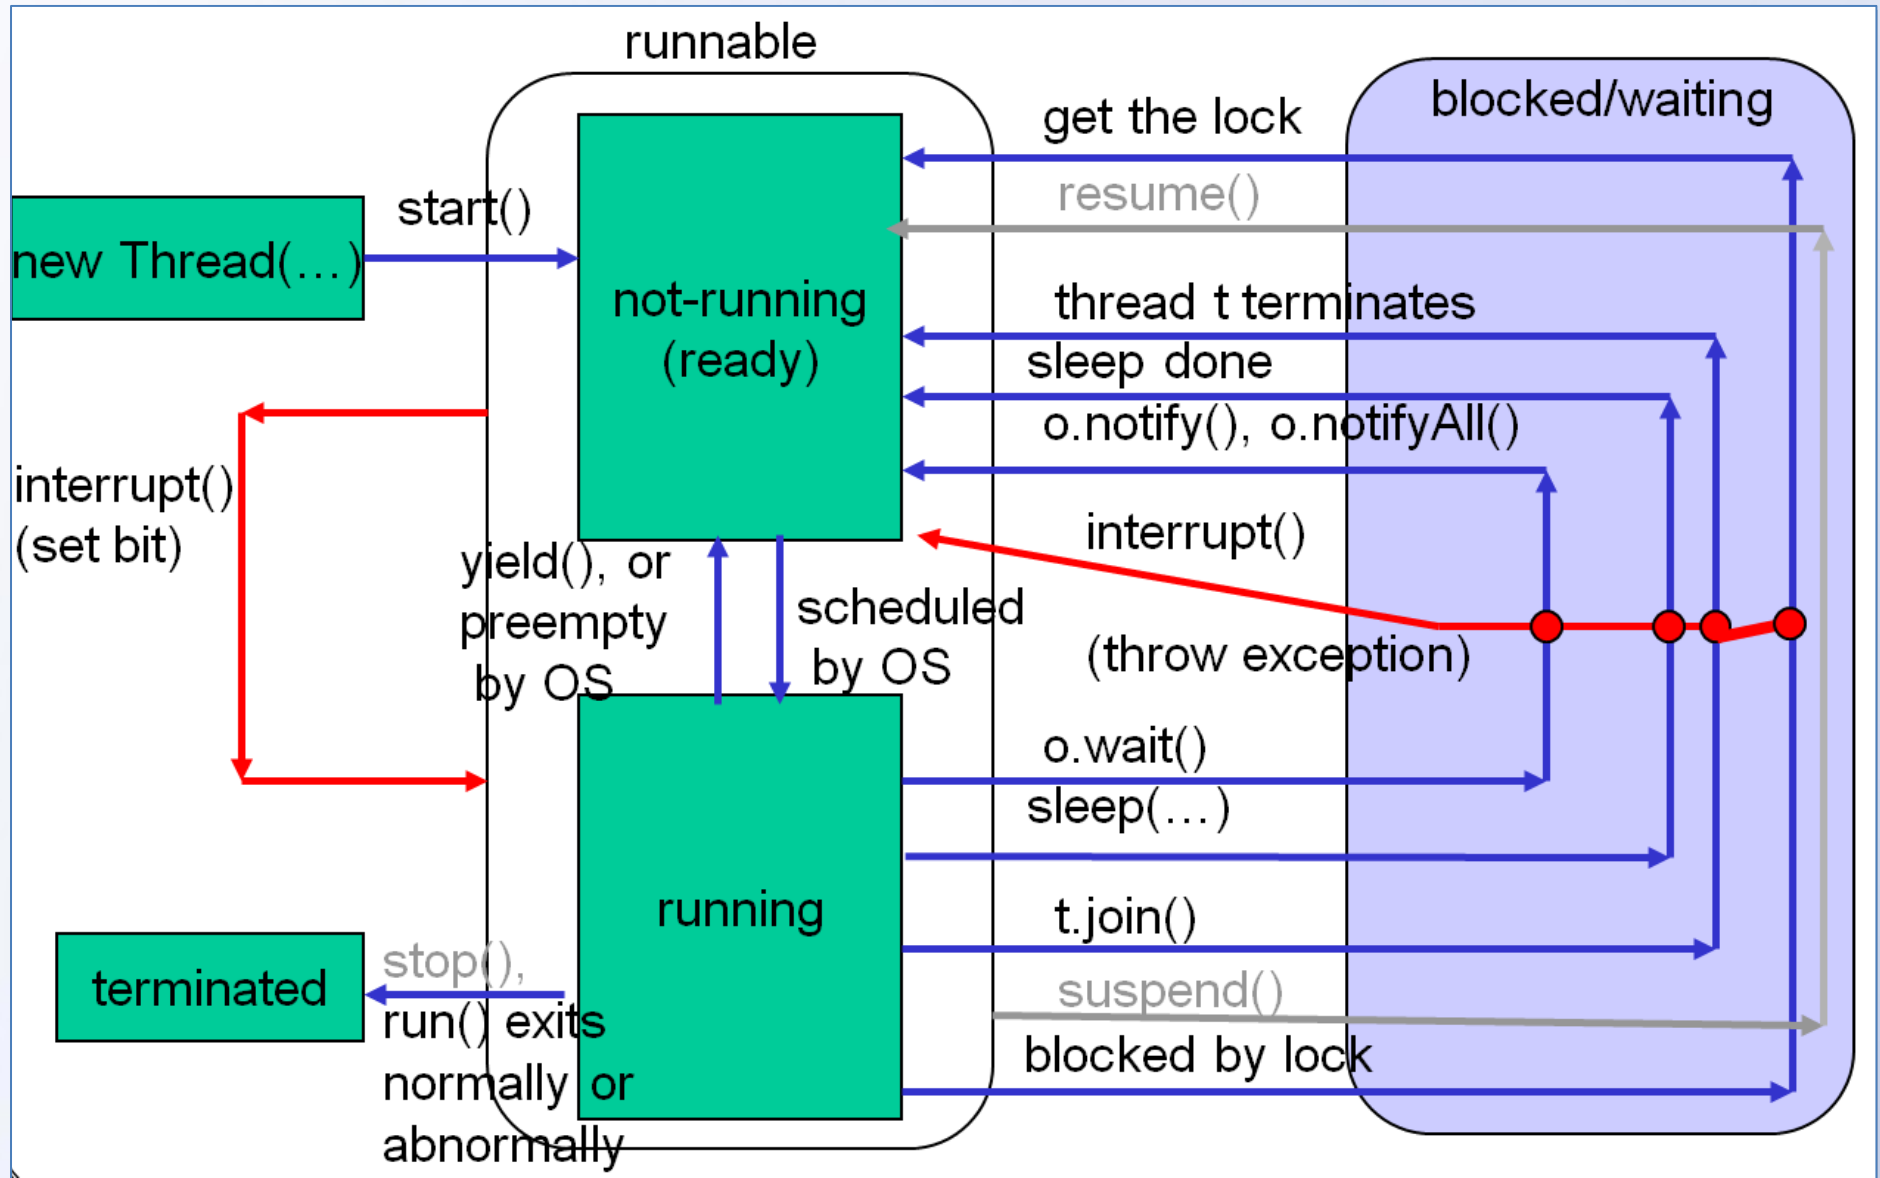 runnable
blocked/waiting
get the lock
resume()
start()
new Thread(...)
not-running
(ready)
thread t terminates
sleep done
o.notify(), o.notifyAll()
interrupt()
(set bit)
interrupt()
(throw exception)
yield(), or
preempty
by OS
scheduled
by OS
o.wait()
sleep(...)
running
t.join()
suspend()
blocked by lock
terminated
stop(),
run() exits
normally or
abnormally